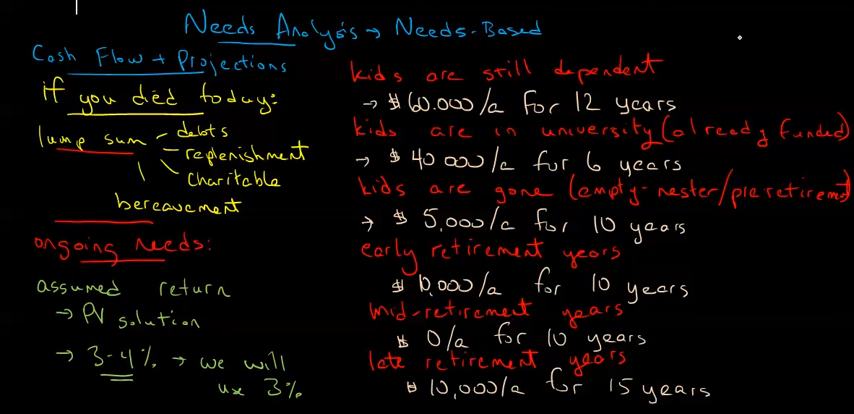 Needs Analysis → Needs-Based
Cash Flow + Projections
if you died today:
lump sum - debts
- replenishment
charitable
bereavement
ongoing needs:
assumed return
→ PV solution
→ 3-4% → we will
use 3%
kids are still dependent
→ $60.000/a for 12 years
kids are in university (already funded)
→ $40 000/a for 6 years
kids are gone (empty-nester/pre retirement
→ $5,000/a for 10 years
early retirement years
$10,000/a for 10 years
mid-retirement years
$0/a for 10 years
late retirement years
$10,000/a for 15 years